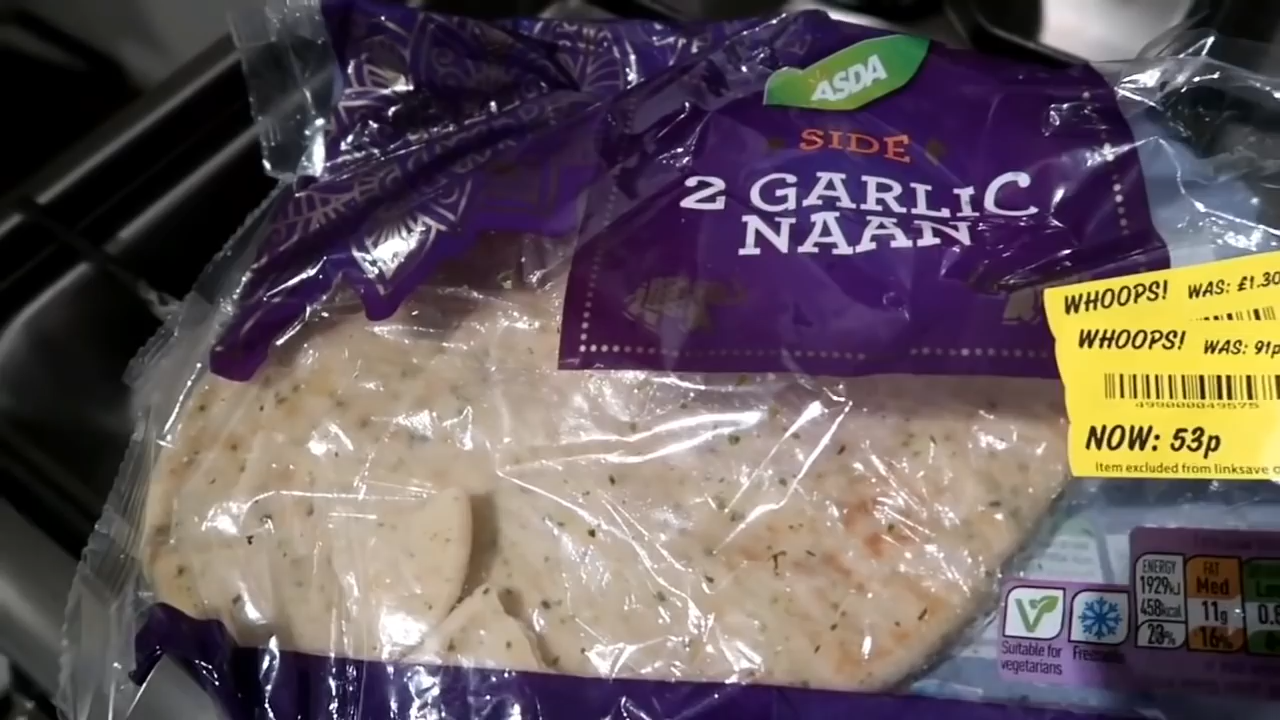 ASDA
SIDE
2 GARLIC
NAAN
WHOOPS! WAS: £1.30
WHOOPS! WAS: 91p
499000049575
NOW: 53p
Item excluded from linksave
Suitable for
vegetarians
ENERGY
1929kJ
458kcal
23%
FAT
Med
11g
16%